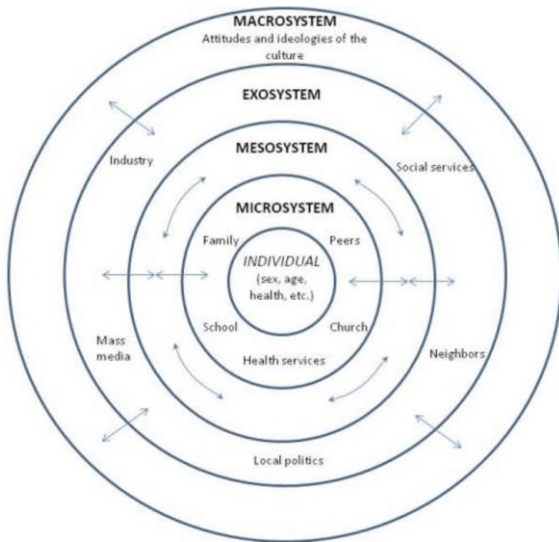 MACROSYSTEM
Attitudes and ideologies of the
culture
EXOSYSTEM
MESOSYSTEM
Industry
Social services
MICROSYSTEM
Family
Peers
INDIVIDUAL
(sex, age,
health, etc.)
School
Church
Mass
media
Health services
Neighbors
Local politics